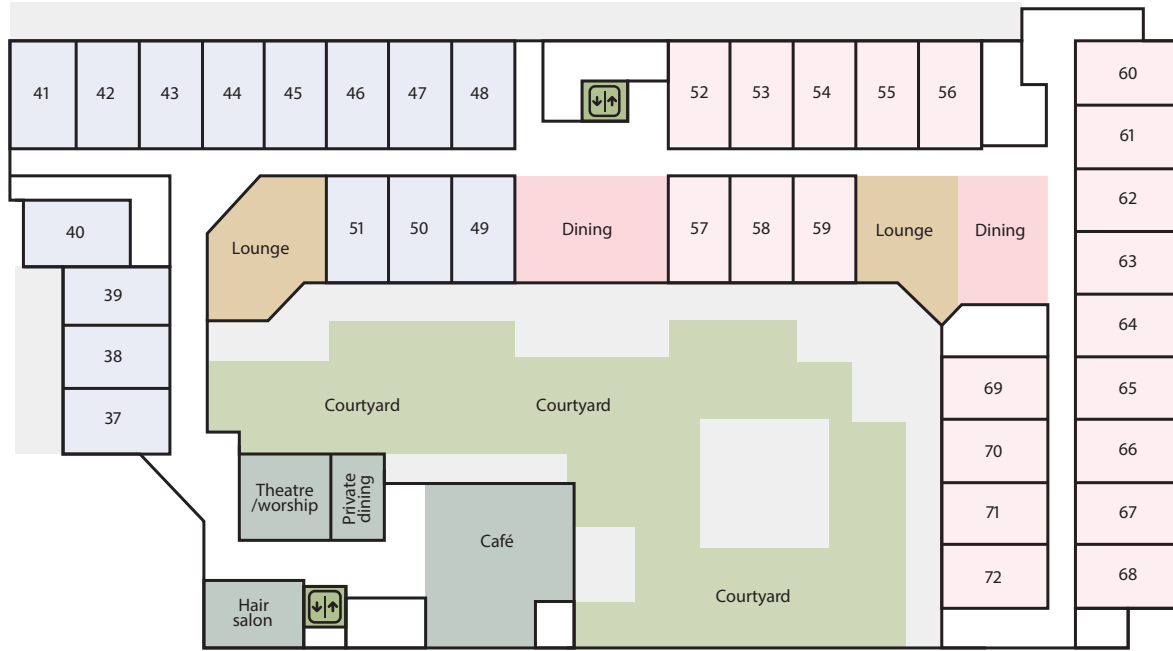 41 42 43 44 45 46 47 48 52 53 54 55 56 60
61
62
40 Lounge 51 50 49 Dining 57 58 59 Lounge Dining
63
39
64
38
69 65
Courtyard Courtyard
37
70 66
Theatre
/worship
Private
dining
71 67
Café
72 68
Courtyard
Hair
salon